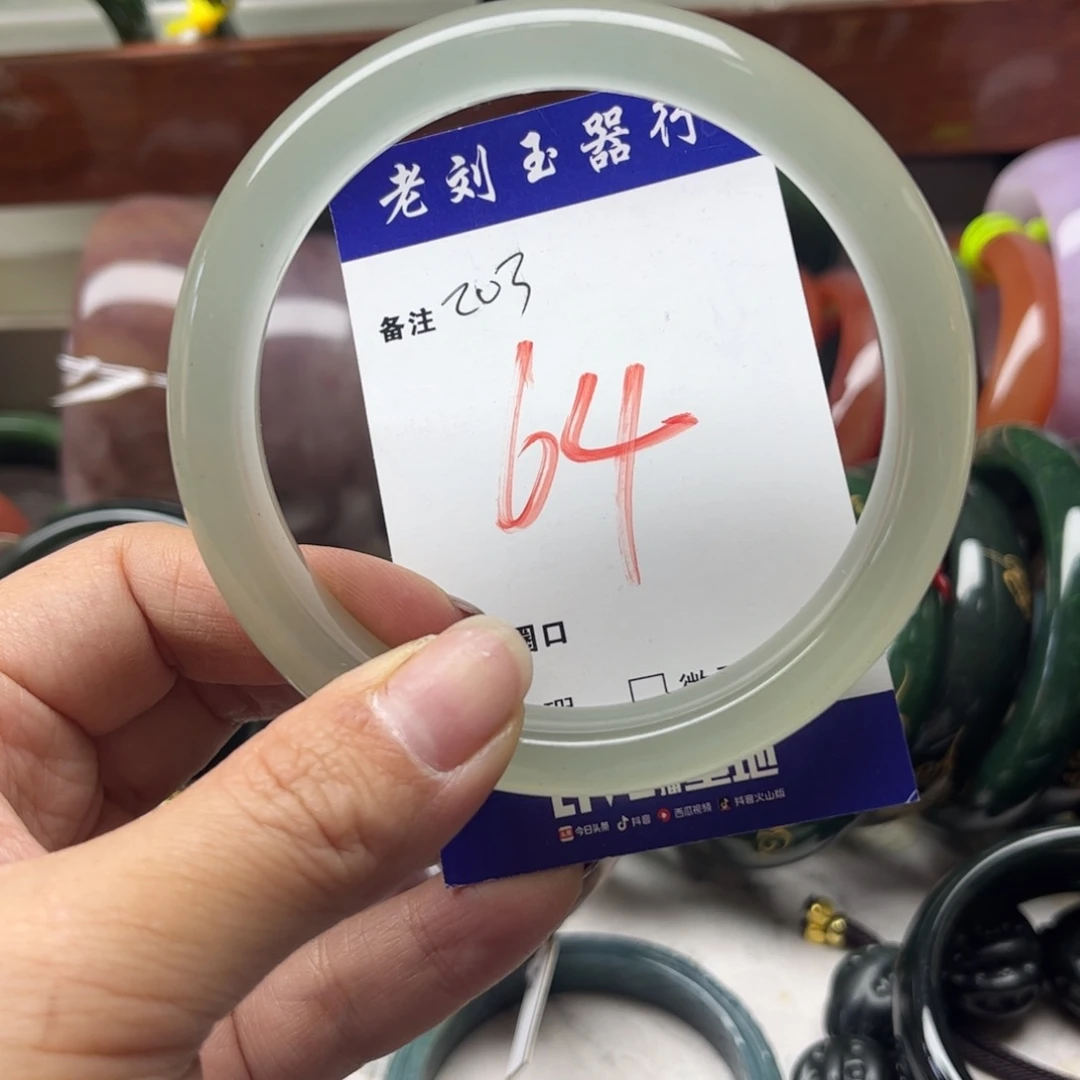 老刘玉器行
备注 203
64
圈口
今日头条 抖音 西瓜视频 抖音火山版